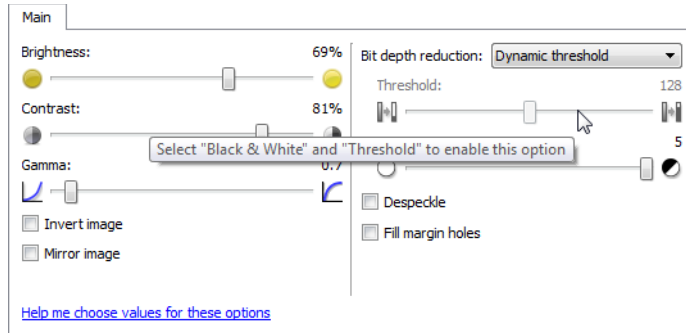 Main
Brightness: 69%
Contrast: 81%
Gamma: 0.7
Invert image
Mirror image
Help me choose values for these options
Bit depth reduction: Dynamic threshold
Threshold: 128
Select "Black & White" and "Threshold" to enable this option
5
Despeckle
Fill margin holes